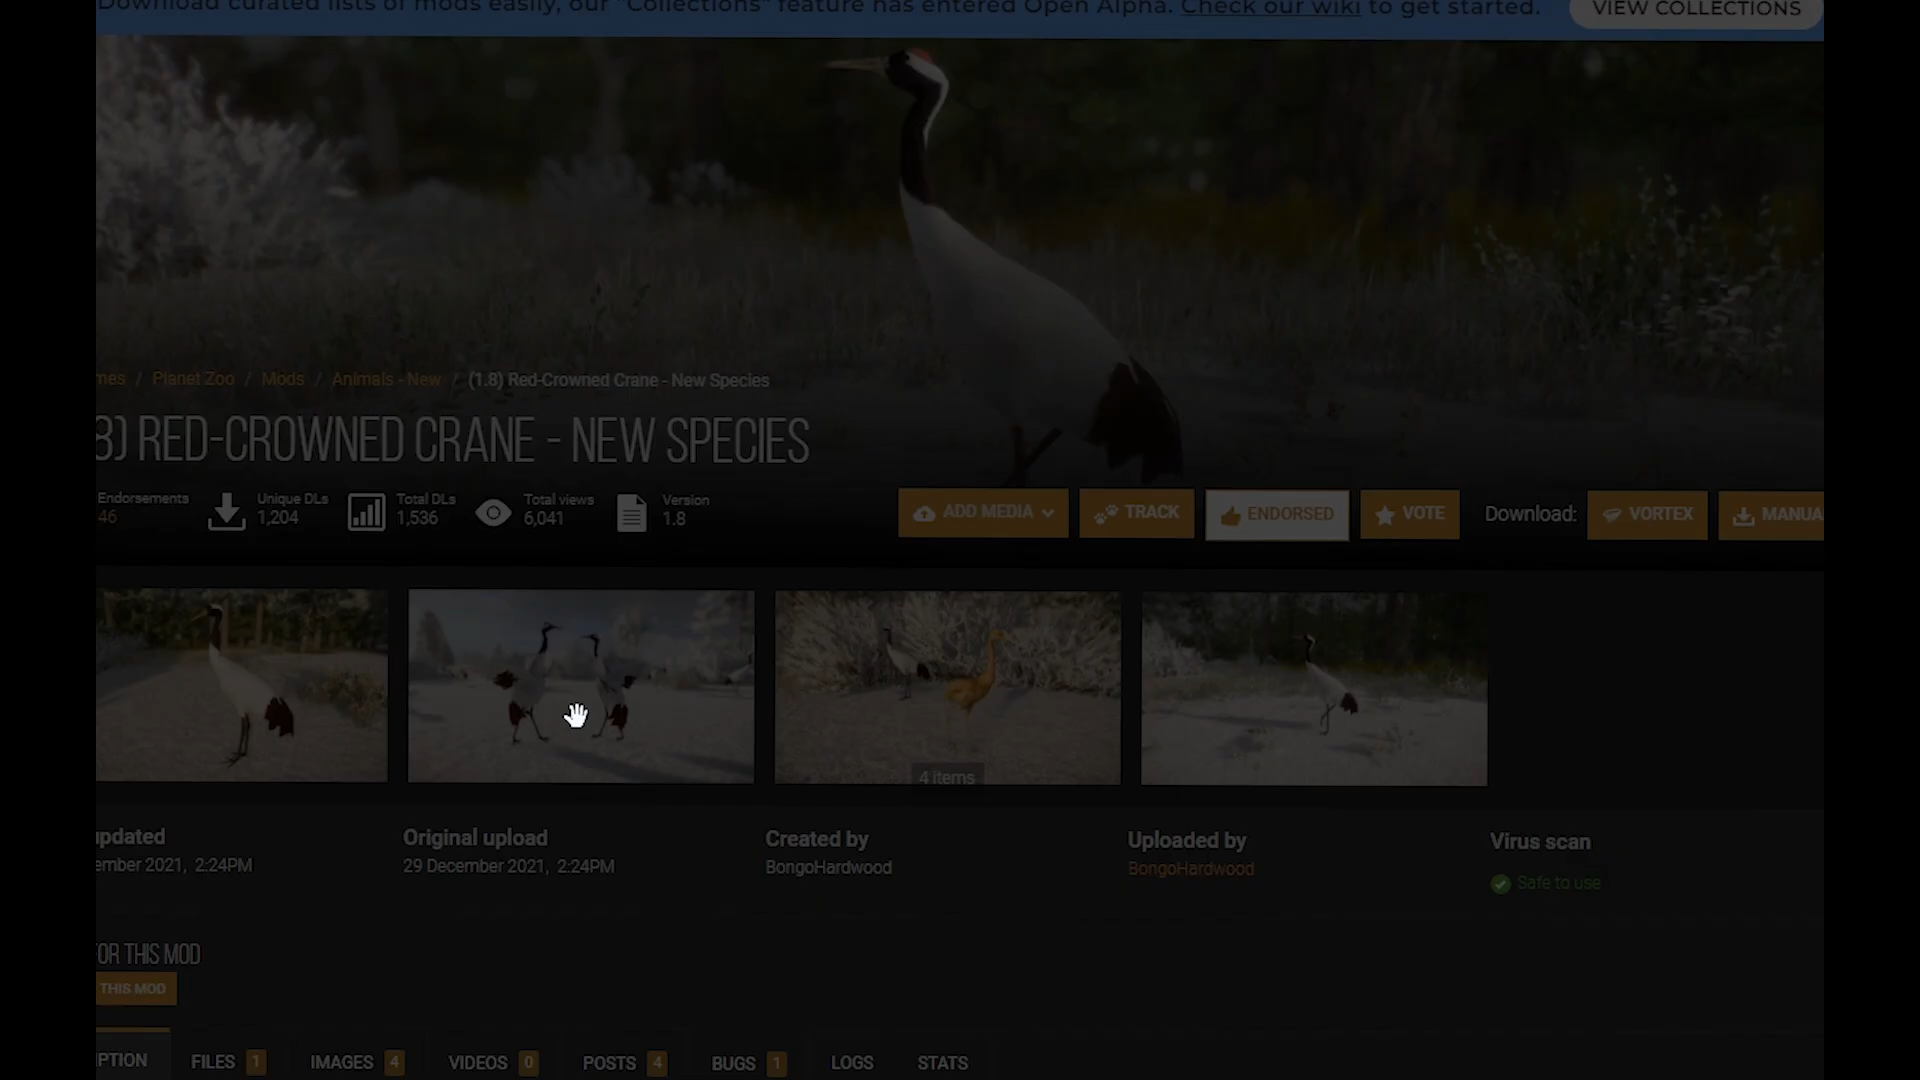 Download curated lists of mods easily, our "Collections" feature has entered Open Alpha. Check our wiki to get started.
VIEW COLLECTIONS
mes / Planet Zoo / Mods / Animals - New / (1.8) Red-Crowned Crane - New Species
8) RED-CROWNED CRANE - NEW SPECIES
Endorsements
46
Unique DLs
1,204
Total DLs
1,536
Total views
6,041
Version
1.8
ADD MEDIA
TRACK
ENDORSED
VOTE
Download:
VORTEX
MANUA
4 items
updated
ember 2021, 2:24PM
Original upload
29 December 2021, 2:24PM
Created by
BongoHardwood
Uploaded by
BongoHardwood
Virus scan
Safe to use
FOR THIS MOD
THIS MOD
IPTION
FILES 1
IMAGES 4
VIDEOS 0
POSTS 4
BUGS 1
LOGS
STATS